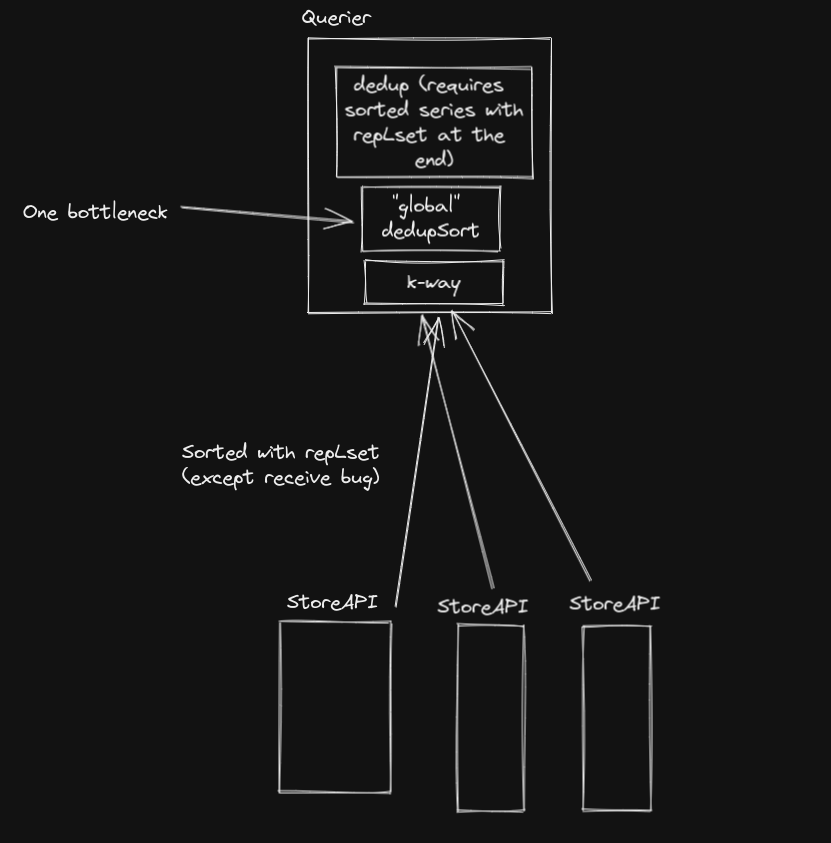 Querier
dedup (requires
sorted series with
repLset at the
end)
One bottleneck
"global"
dedupSort
k-way
Sorted with repLset
(except receive bug)
StoreAPI
StoreAPI
StoreAPI